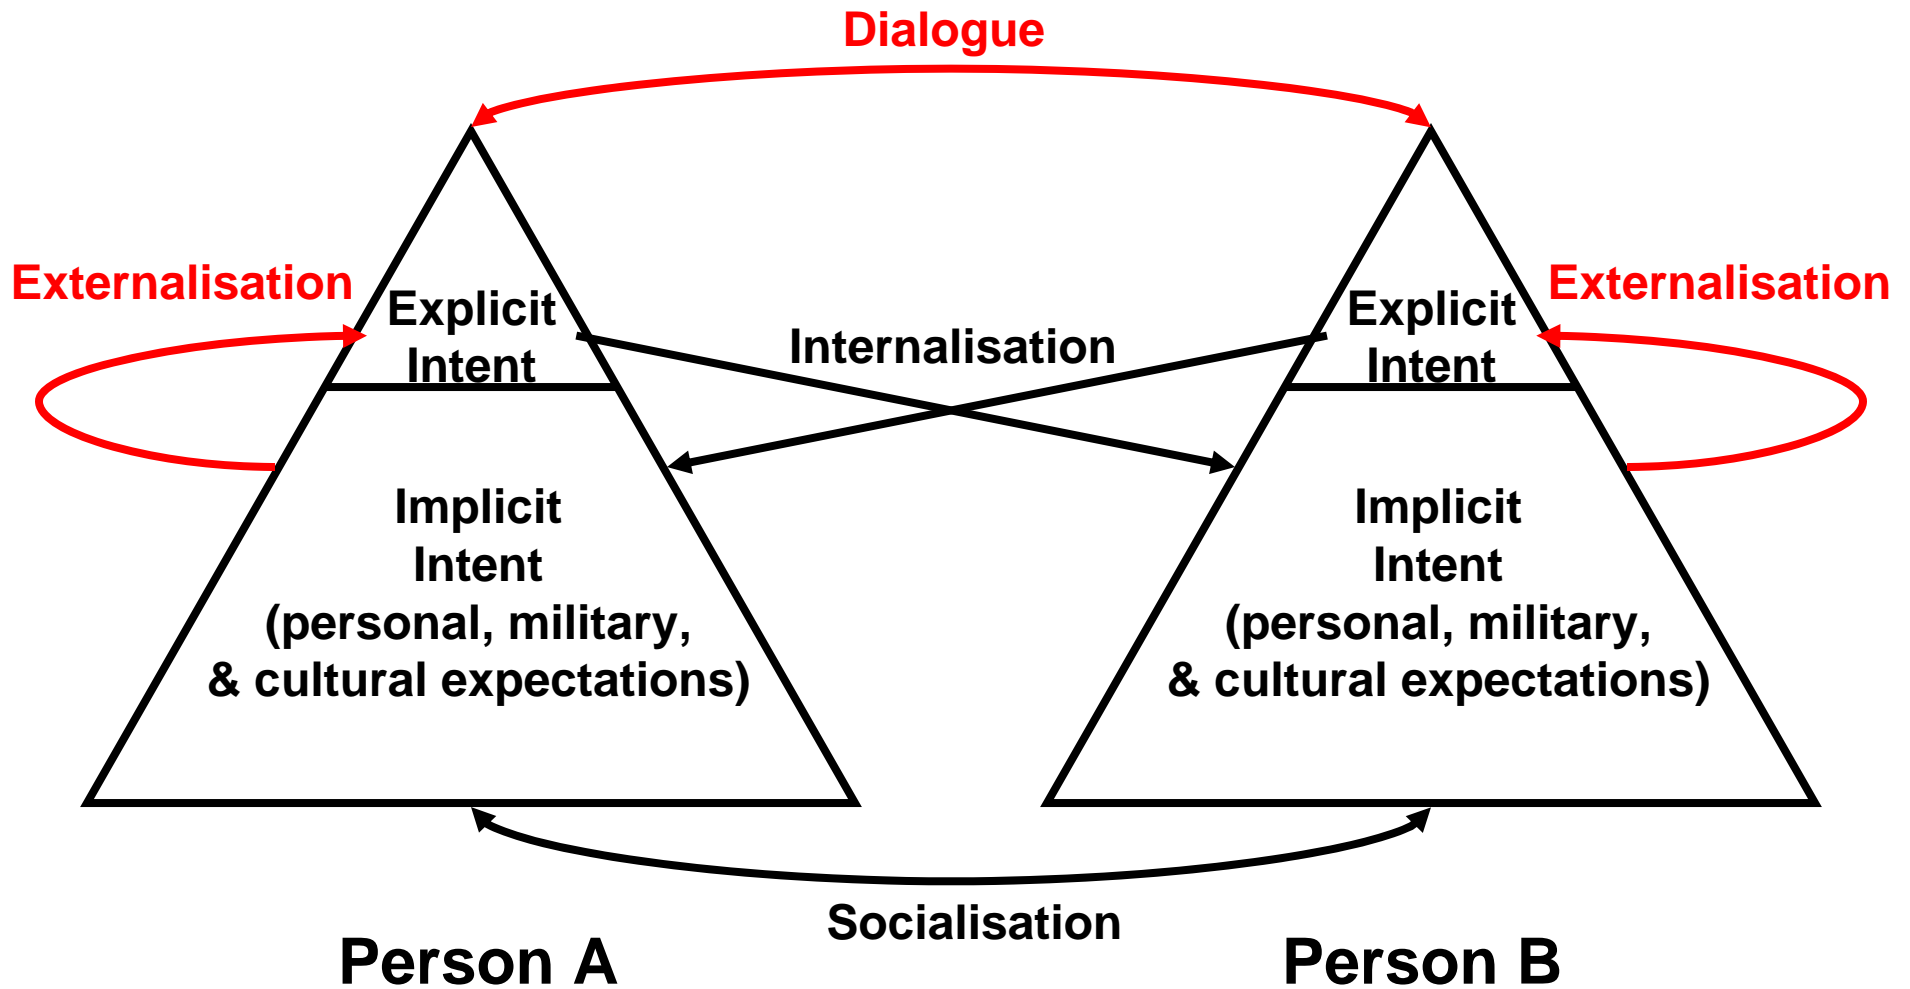 Dialogue
Externalisation
Externalisation
Explicit
Intent
Internalisation
Explicit
Intent
Implicit
Intent
(personal, military,
& cultural expectations)
Implicit
Intent
(personal, military,
& cultural expectations)
Socialisation
Person A
Person B